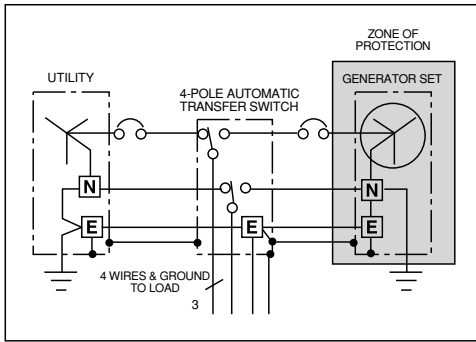 ZONE OF
PROTECTION
UTILITY
4-POLE AUTOMATIC
TRANSFER SWITCH
GENERATOR SET
N
N
E
E
E
4 WIRES & GROUND
TO LOAD
3